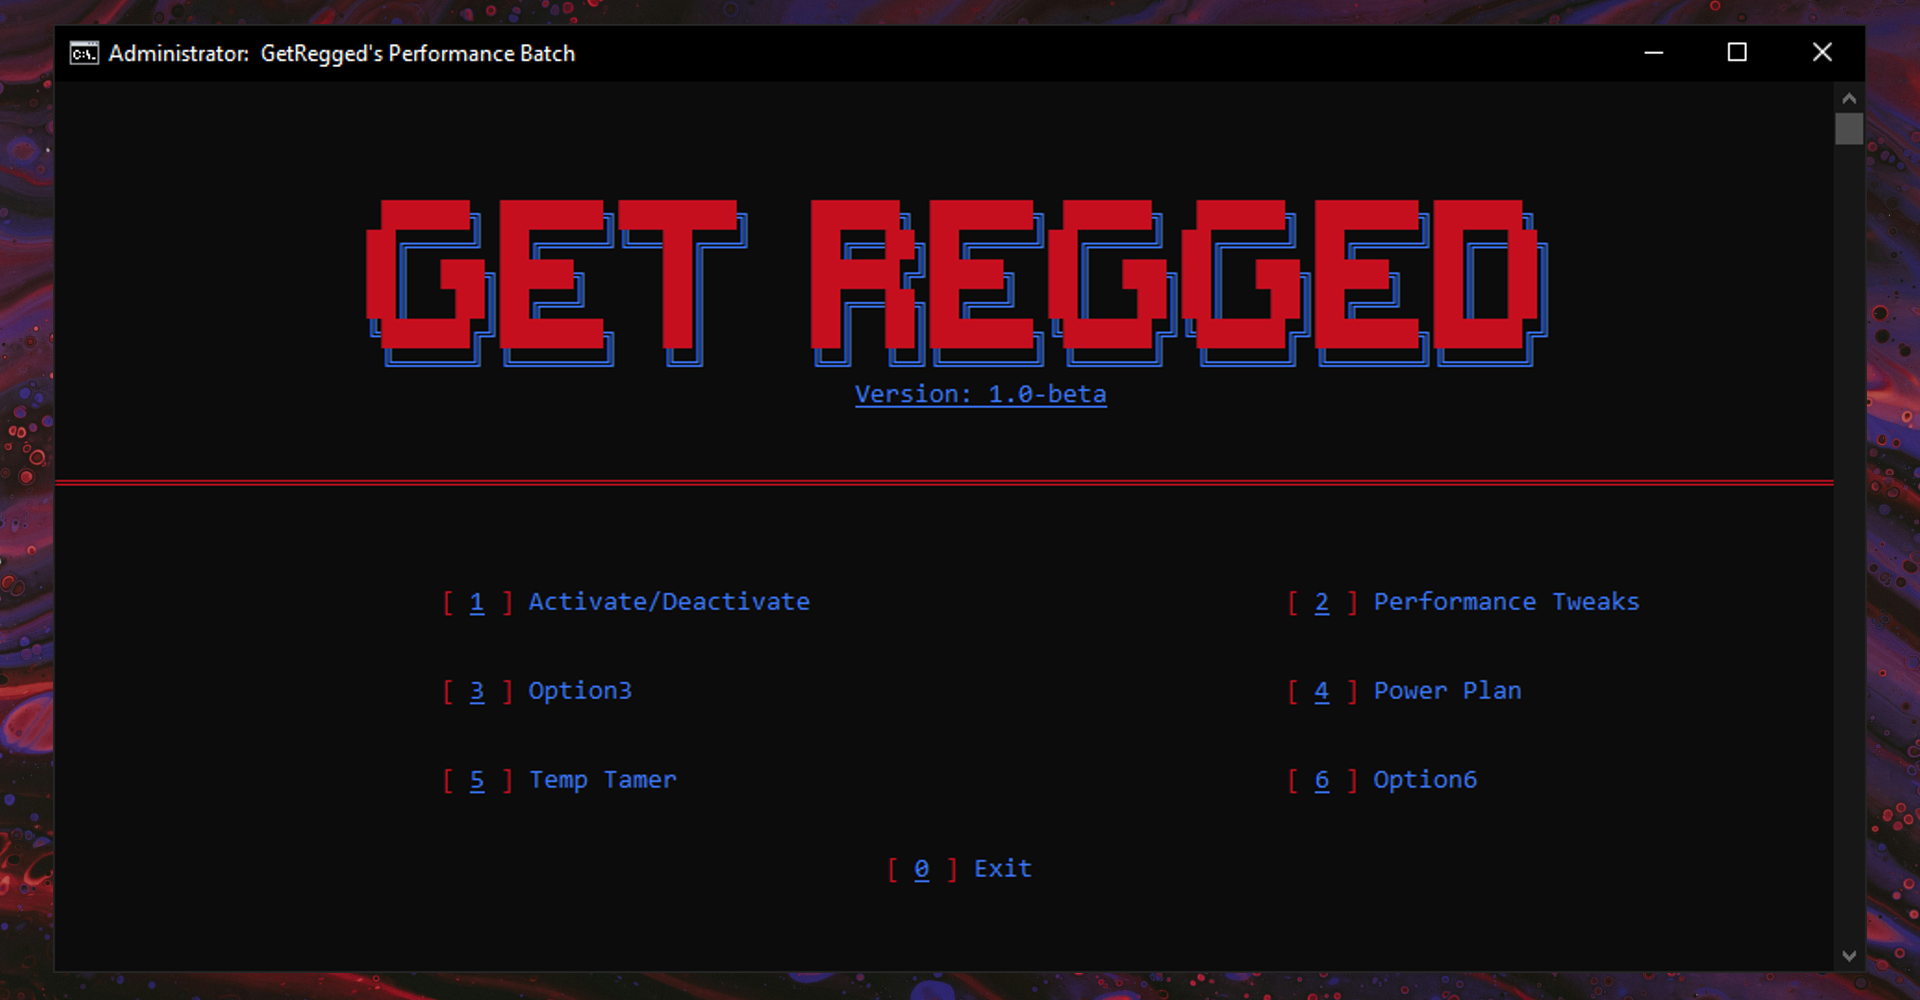 Administrator:  GetRegged's Performance Batch
GET REGGED
Version: 1.0-beta
[ 1 ] Activate/Deactivate
[ 2 ] Performance Tweaks
[ 3 ] Option3
[ 4 ] Power Plan
[ 5 ] Temp Tamer
[ 6 ] Option6
[ 0 ] Exit